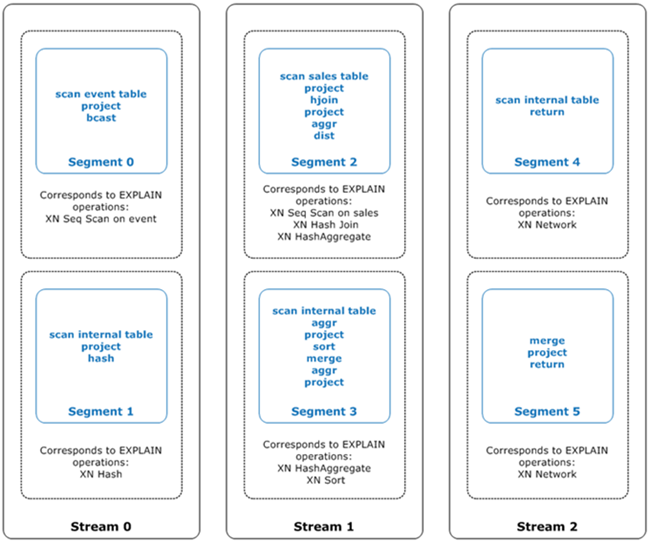 scan event table
project
bcast
Segment 0
Corresponds to EXPLAIN
operations:
XN Seq Scan on event
scan internal table
project
hash
Segment 1
Corresponds to EXPLAIN
operations:
XN Hash
Stream 0
scan sales table
project
hjoin
project
aggr
dist
Segment 2
Corresponds to EXPLAIN
operations:
XN Seq Scan on sales
XN Hash Join
XN HashAggregate
scan internal table
aggr
project
sort
merge
aggr
project
Segment 3
Corresponds to EXPLAIN
operations:
XN HashAggregate
XN Sort
Stream 1
scan internal table
return
Segment 4
Corresponds to EXPLAIN
operations:
XN Network
merge
project
return
Segment 5
Corresponds to EXPLAIN
operations:
XN Network
Stream 2